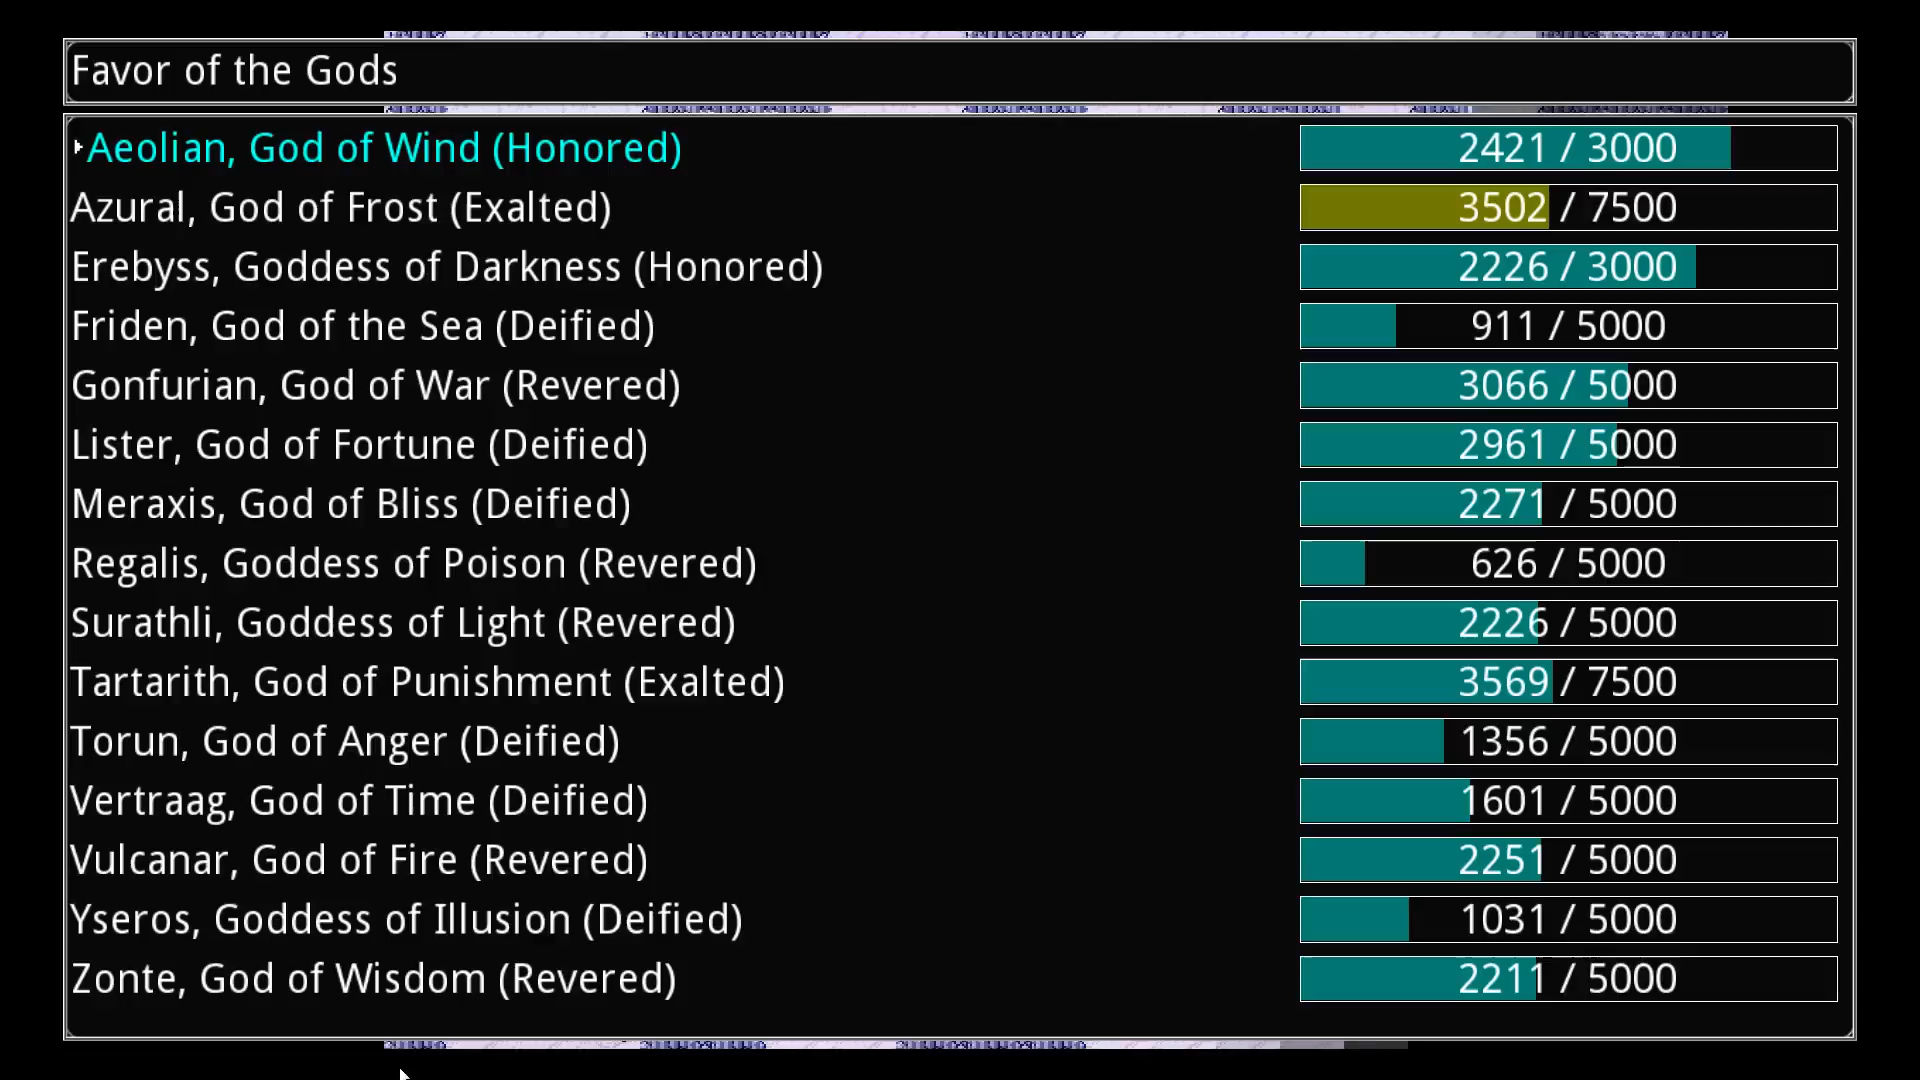 Favor of the Gods
Aeolian, God of Wind (Honored) 2421 / 3000
Azural, God of Frost (Exalted) 3502 / 7500
Erebyss, Goddess of Darkness (Honored) 2226 / 3000
Friden, God of the Sea (Deified) 911 / 5000
Gonfurian, God of War (Revered) 3066 / 5000
Lister, God of Fortune (Deified) 2961 / 5000
Meraxis, God of Bliss (Deified) 2271 / 5000
Regalis, Goddess of Poison (Revered) 626 / 5000
Surathli, Goddess of Light (Revered) 2226 / 5000
Tartarith, God of Punishment (Exalted) 3569 / 7500
Torun, God of Anger (Deified) 1356 / 5000
Vertraag, God of Time (Deified) 1601 / 5000
Vulcanar, God of Fire (Revered) 2251 / 5000
Yseros, Goddess of Illusion (Deified) 1031 / 5000
Zonte, God of Wisdom (Revered) 2211 / 5000